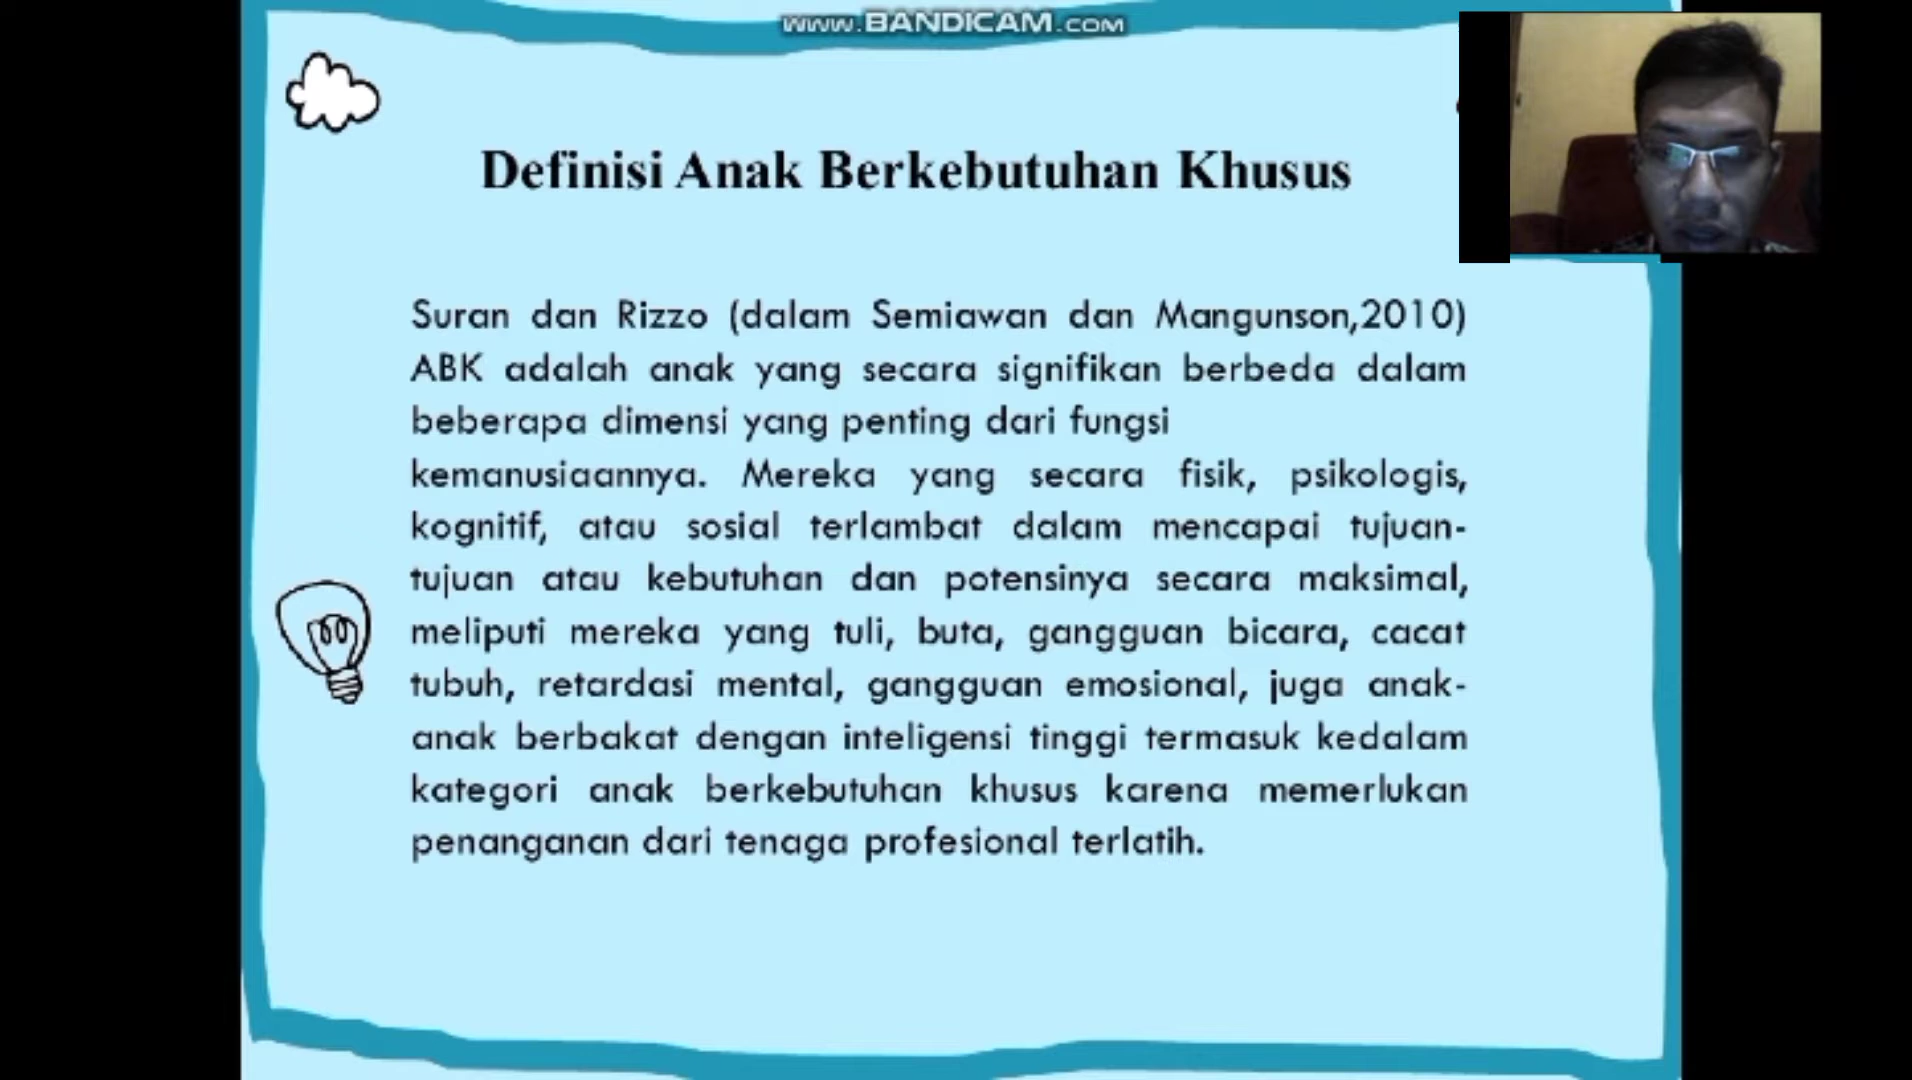 www.BANDICAM.COM
Definisi Anak Berkebutuhan Khusus
Suran dan Rizzo (dalam Semiawan dan Mangunson,2010)
ABK adalah anak yang secara signifikan berbeda dalam
beberapa dimensi yang penting dari fungsi
kemanusiaannya. Mereka yang secara fisik, psikologis,
kognitif, atau sosial terlambat dalam mencapai tujuan-
tujuan atau kebutuhan dan potensinya secara maksimal,
meliputi mereka yang tuli, buta, gangguan bicara, cacat
tubuh, retardasi mental, gangguan emosional, juga anak-
anak berbakat dengan inteligensi tinggi termasuk kedalam
kategori anak berkebutuhan khusus karena memerlukan
penanganan dari tenaga profesional terlatih.